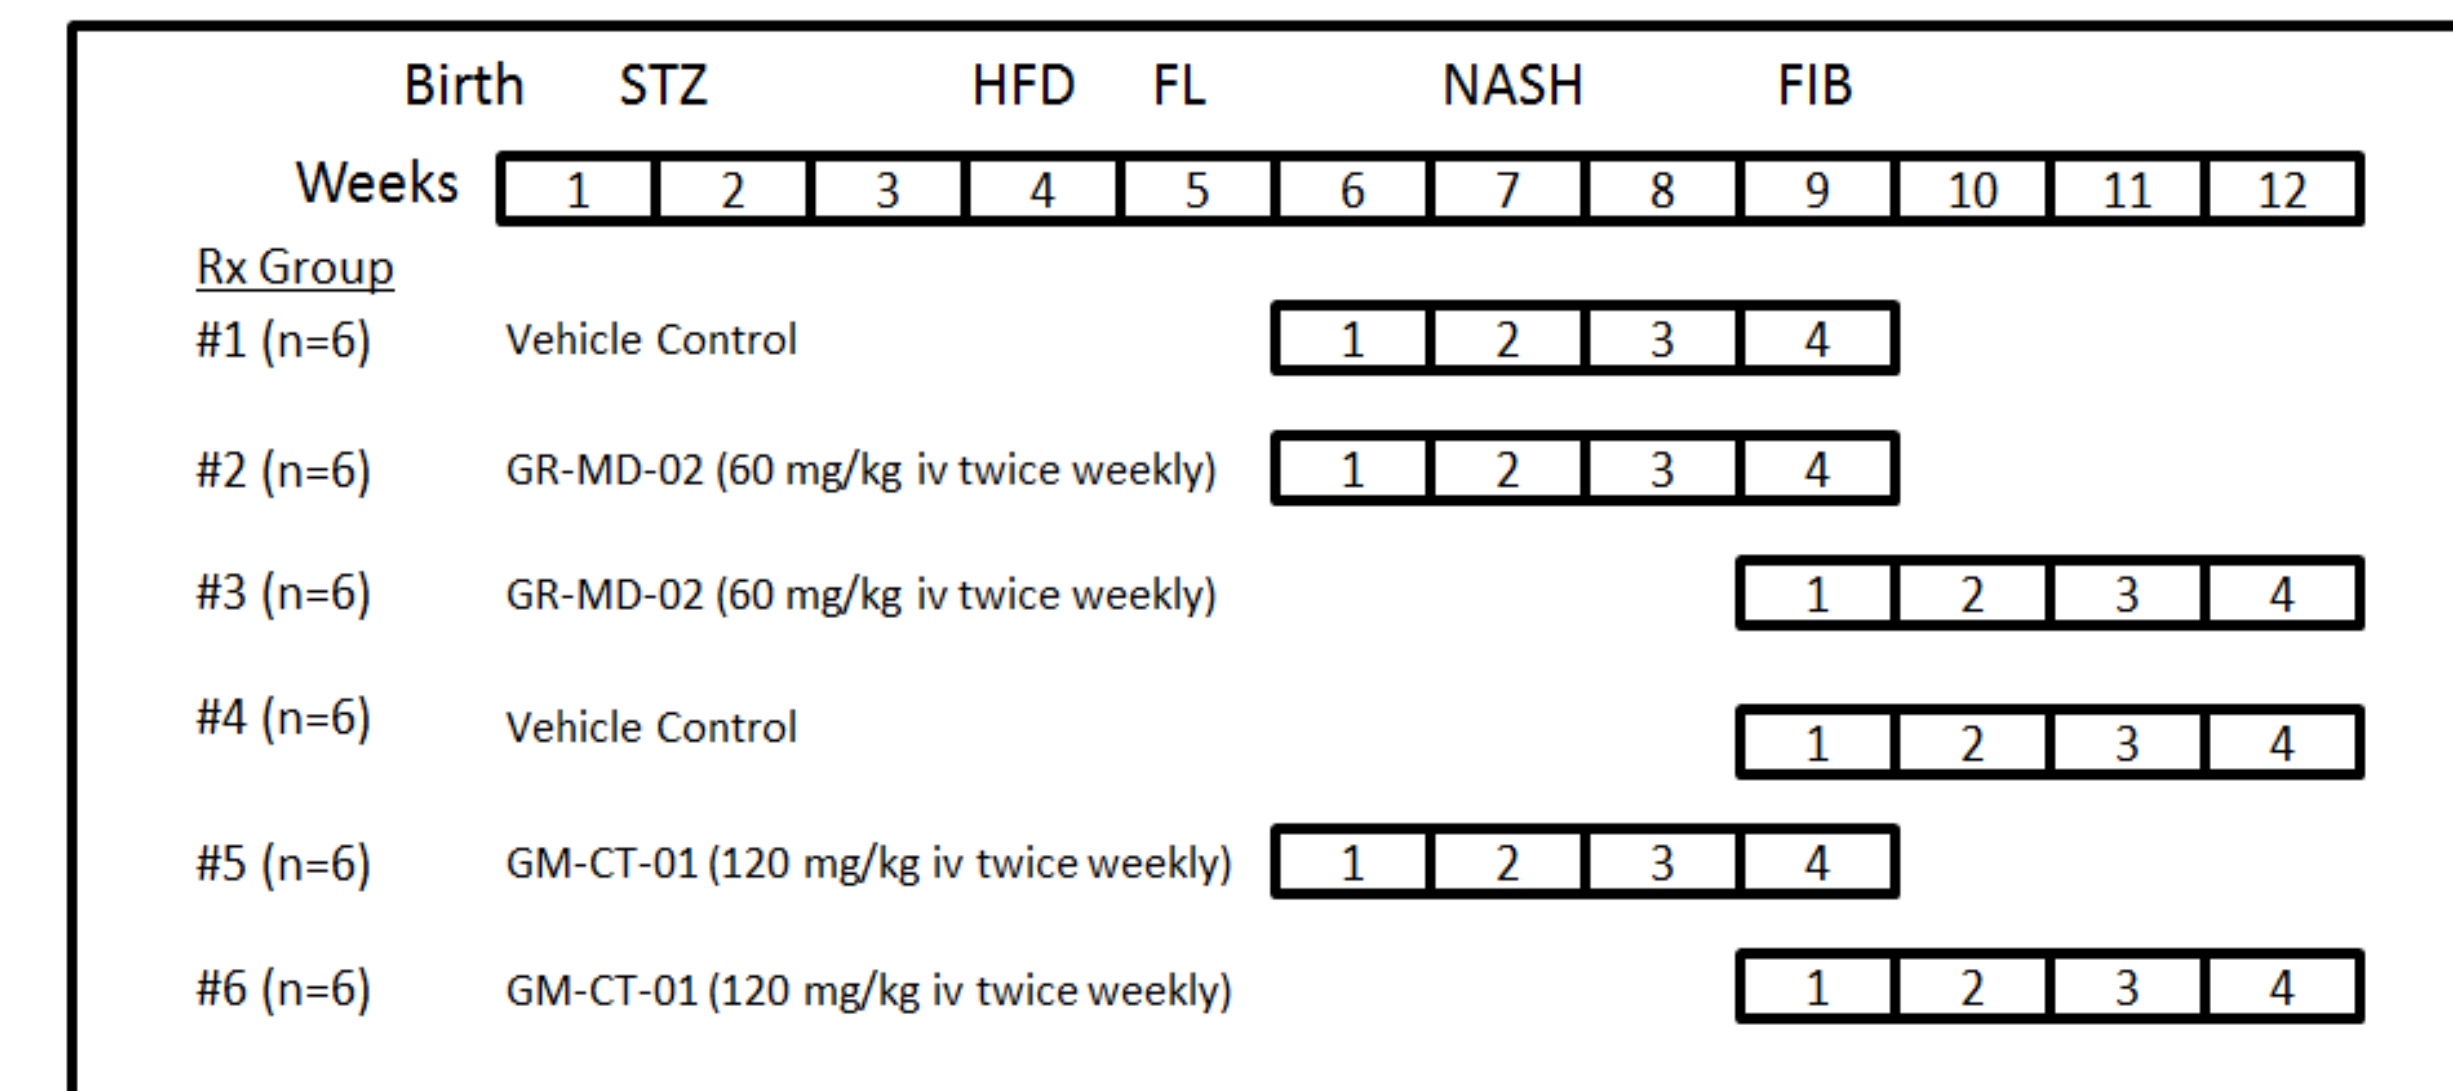 Birth STZ HFD FL NASH FIB
Weeks 1 2 3 4 5 6 7 8 9 10 11 12
Rx Group
#1 (n=6) Vehicle Control 1 2 3 4
#2 (n=6) GR-MD-02 (60 mg/kg iv twice weekly) 1 2 3 4
#3 (n=6) GR-MD-02 (60 mg/kg iv twice weekly) 1 2 3 4
#4 (n=6) Vehicle Control 1 2 3 4
#5 (n=6) GM-CT-01 (120 mg/kg iv twice weekly) 1 2 3 4
#6 (n=6) GM-CT-01 (120 mg/kg iv twice weekly) 1 2 3 4